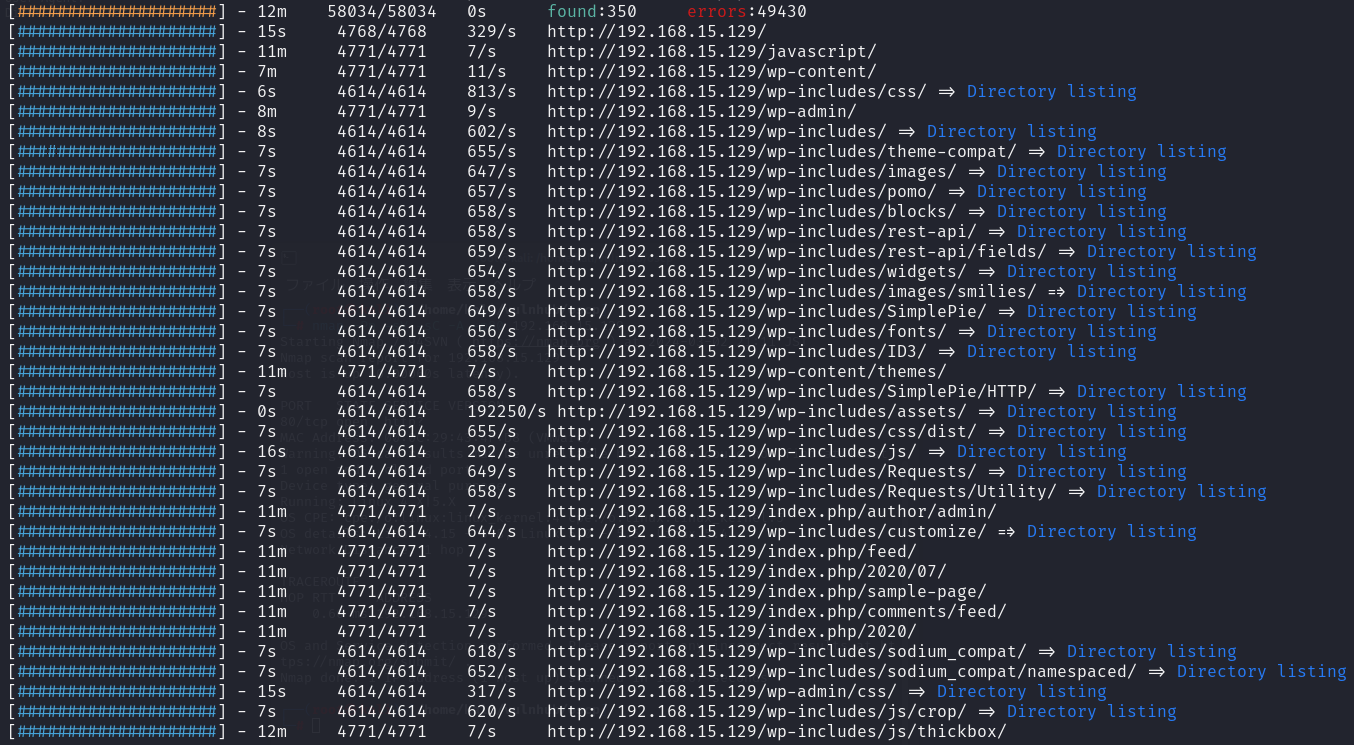 [####################] - 12m    58034/58034   0s      found:350     errors:49430
[####################] - 15s     4768/4768    329/s   http://192.168.15.129/
[####################] - 11m     4771/4771    7/s     http://192.168.15.129/javascript/
[####################] - 7m      4771/4771    11/s    http://192.168.15.129/wp-content/
[####################] - 6s      4614/4614    813/s   http://192.168.15.129/wp-includes/css/ => Directory listing
[####################] - 8m      4771/4771    9/s     http://192.168.15.129/wp-admin/
[####################] - 8s      4614/4614    602/s   http://192.168.15.129/wp-includes/ => Directory listing
[####################] - 7s      4614/4614    655/s   http://192.168.15.129/wp-includes/theme-compat/ => Directory listing
[####################] - 7s      4614/4614    647/s   http://192.168.15.129/wp-includes/images/ => Directory listing
[####################] - 7s      4614/4614    657/s   http://192.168.15.129/wp-includes/pomo/ => Directory listing
[####################] - 7s      4614/4614    658/s   http://192.168.15.129/wp-includes/blocks/ => Directory listing
[####################] - 7s      4614/4614    658/s   http://192.168.15.129/wp-includes/rest-api/ => Directory listing
[####################] - 7s      4614/4614    659/s   http://192.168.15.129/wp-includes/rest-api/fields/ => Directory listing
[####################] - 7s      4614/4614    654/s   http://192.168.15.129/wp-includes/widgets/ => Directory listing
[####################] - 7s      4614/4614    658/s   http://192.168.15.129/wp-includes/images/smilies/ => Directory listing
[####################] - 7s      4614/4614    649/s   http://192.168.15.129/wp-includes/SimplePie/ => Directory listing
[####################] - 7s      4614/4614    656/s   http://192.168.15.129/wp-includes/fonts/ => Directory listing
[####################] - 7s      4614/4614    658/s   http://192.168.15.129/wp-includes/ID3/ => Directory listing
[####################] - 11m     4771/4771    7/s     http://192.168.15.129/wp-content/themes/
[####################] - 7s      4614/4614    658/s   http://192.168.15.129/wp-includes/SimplePie/HTTP/ => Directory listing
[####################] - 0s      4614/4614    192250/s http://192.168.15.129/wp-includes/assets/ => Directory listing
[####################] - 7s      4614/4614    655/s   http://192.168.15.129/wp-includes/css/dist/ => Directory listing
[####################] - 16s     4614/4614    292/s   http://192.168.15.129/wp-includes/js/ => Directory listing
[####################] - 7s      4614/4614    649/s   http://192.168.15.129/wp-includes/Requests/ => Directory listing
[####################] - 7s      4614/4614    658/s   http://192.168.15.129/wp-includes/Requests/Utility/ => Directory listing
[####################] - 11m     4771/4771    7/s     http://192.168.15.129/index.php/author/admin/
[####################] - 7s      4614/4614    644/s   http://192.168.15.129/wp-includes/customize/ => Directory listing
[####################] - 11m     4771/4771    7/s     http://192.168.15.129/index.php/feed/
[####################] - 11m     4771/4771    7/s     http://192.168.15.129/index.php/2020/07/
[####################] - 11m     4771/4771    7/s     http://192.168.15.129/index.php/sample-page/
[####################] - 11m     4771/4771    7/s     http://192.168.15.129/index.php/comments/feed/
[####################] - 11m     4771/4771    7/s     http://192.168.15.129/index.php/2020/
[####################] - 7s      4614/4614    618/s   http://192.168.15.129/wp-includes/sodium_compat/ => Directory listing
[####################] - 7s      4614/4614    652/s   http://192.168.15.129/wp-includes/sodium_compat/namespaced/ => Directory listing
[####################] - 15s     4614/4614    317/s   http://192.168.15.129/wp-admin/css/ => Directory listing
[####################] - 7s      4614/4614    620/s   http://192.168.15.129/wp-includes/js/crop/ => Directory listing
[####################] - 12m     4771/4771    7/s     http://192.168.15.129/wp-includes/js/thickbox/